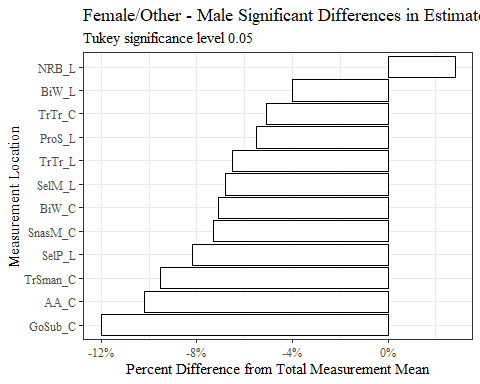 Female/Other - Male Significant Differences in Estimate
Tukey significance level 0.05
Measurement Location
NRB_L
BiW_L
TrTr_C
ProS_L
TrTr_L
SelM_L
BiW_C
SnasM_C
SelP_L
TrSman_C
AA_C
GoSub_C
-12% -8% -4% 0%
Percent Difference from Total Measurement Mean